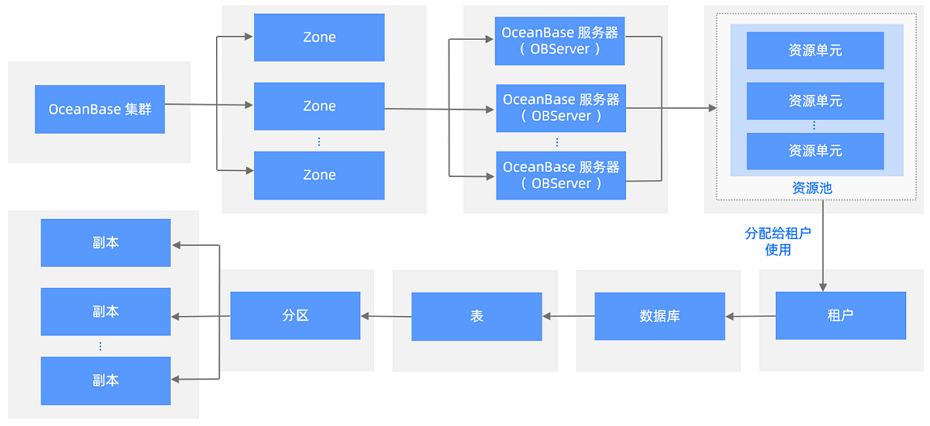 OceanBase 集群
Zone
Zone
Zone
OceanBase 服务器
( OBServer )
OceanBase 服务器
( OBServer )
OceanBase 服务器
( OBServer )
资源单元
资源单元
资源单元
资源池
分配给租户
使用
租户
数据库
表
分区
副本
副本
副本